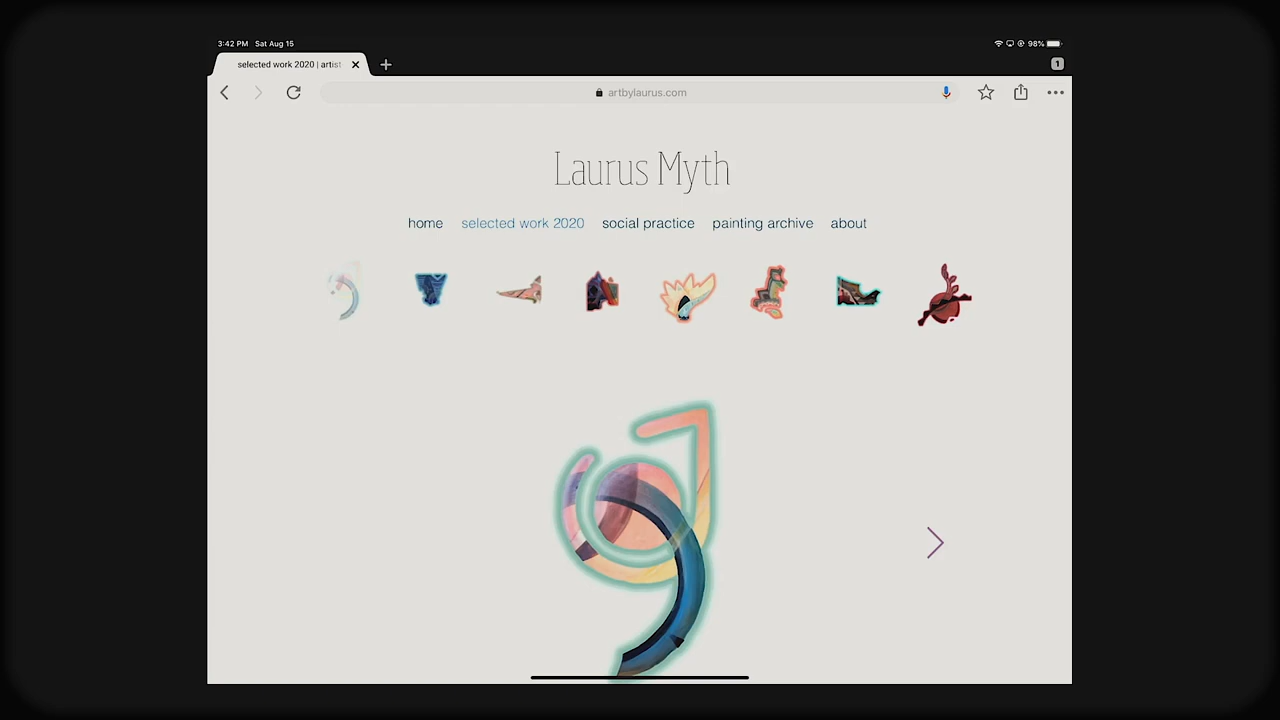 3:42 PM Sat Aug 15
98%
selected work 2020 | artist
1
artbylaurus.com
Laurus Myth
home selected work 2020 social practice painting archive about